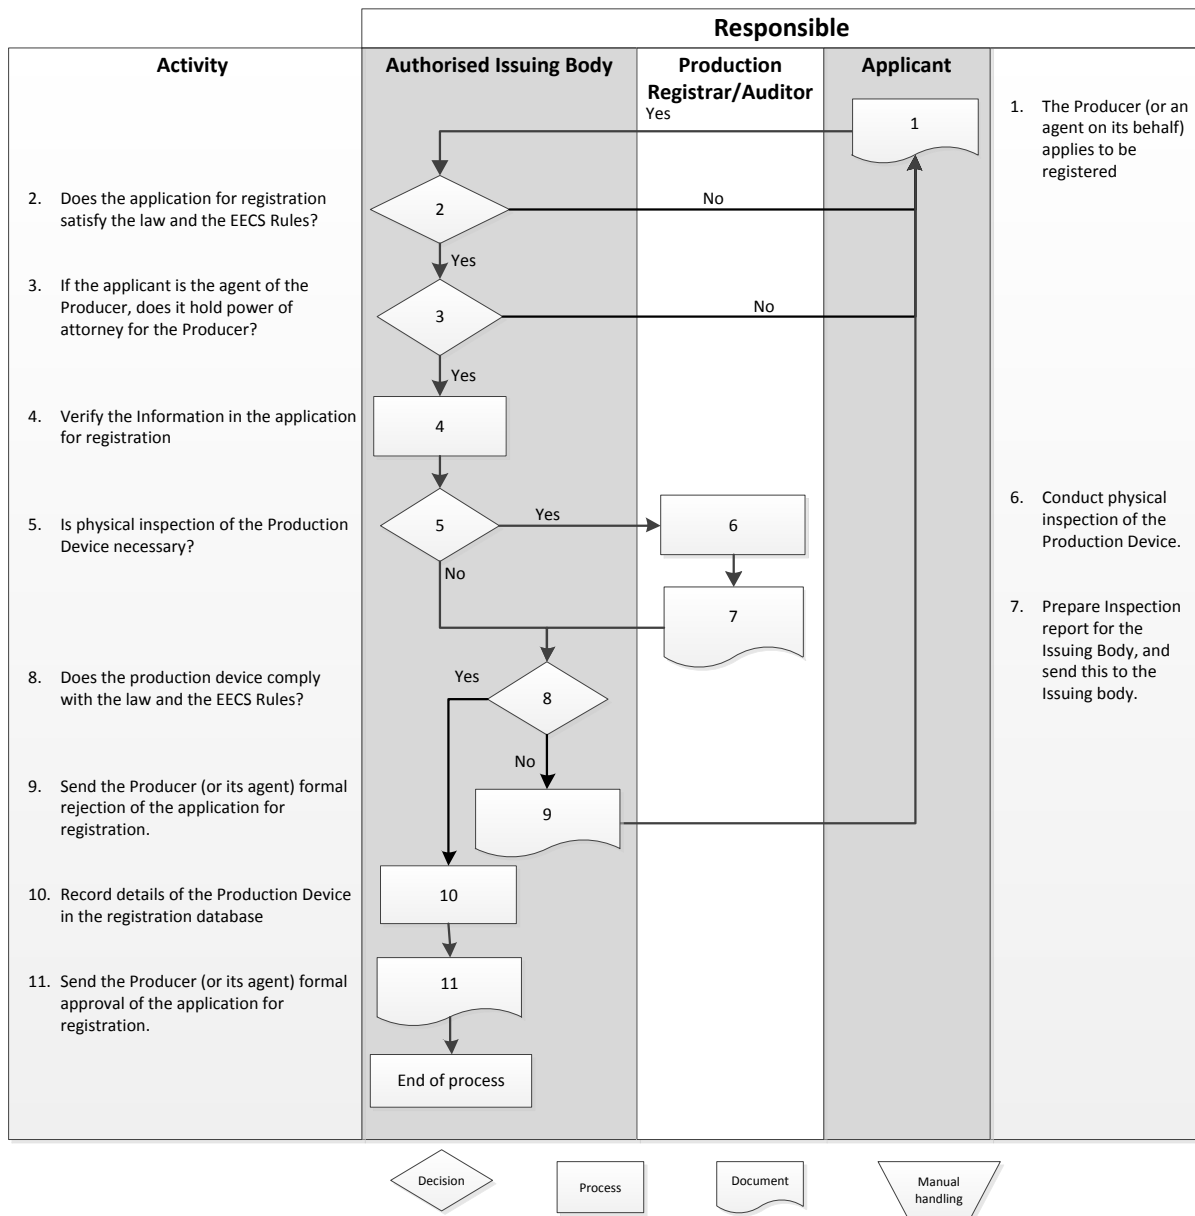 Responsible
Activity
Authorised Issuing Body
Production
Registrar/Auditor
Applicant
Yes
1
1. The Producer (or an
agent on its behalf)
applies to be
registered
2. Does the application for registration
satisfy the law and the EECS Rules?
2
No
Yes
3. If the applicant is the agent of the
Producer, does it hold power of
attorney for the Producer?
3
No
Yes
4. Verify the Information in the application
for registration
4
5. Is physical inspection of the Production
Device necessary?
5
Yes
6
6. Conduct physical
inspection of the
Production Device.
No
7
7. Prepare Inspection
report for the
Issuing Body, and
send this to the
Issuing body.
8. Does the production device comply
with the law and the EECS Rules?
Yes
8
No
9. Send the Producer (or its agent) formal
rejection of the application for
registration.
9
10. Record details of the Production Device
in the registration database
10
11. Send the Producer (or its agent) formal
approval of the application for
registration.
11
End of process
Decision
Process
Document
Manual
handling